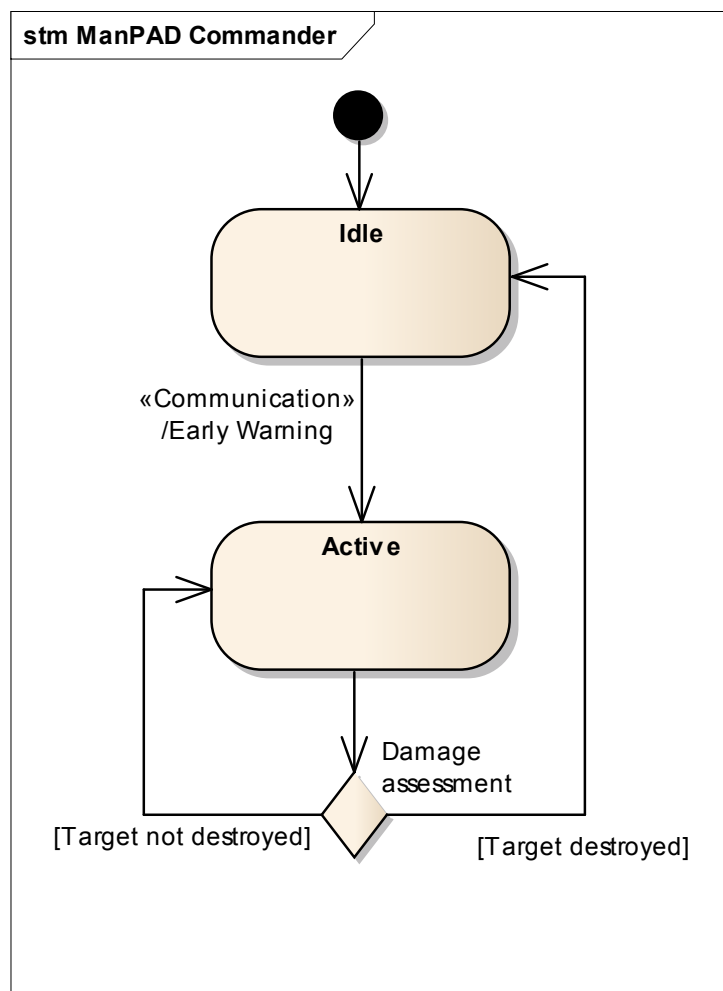 stm ManPAD Commander
Idle
«Communication»
/Early Warning
Active
Damage
assessment
[Target not destroyed]
[Target destroyed]